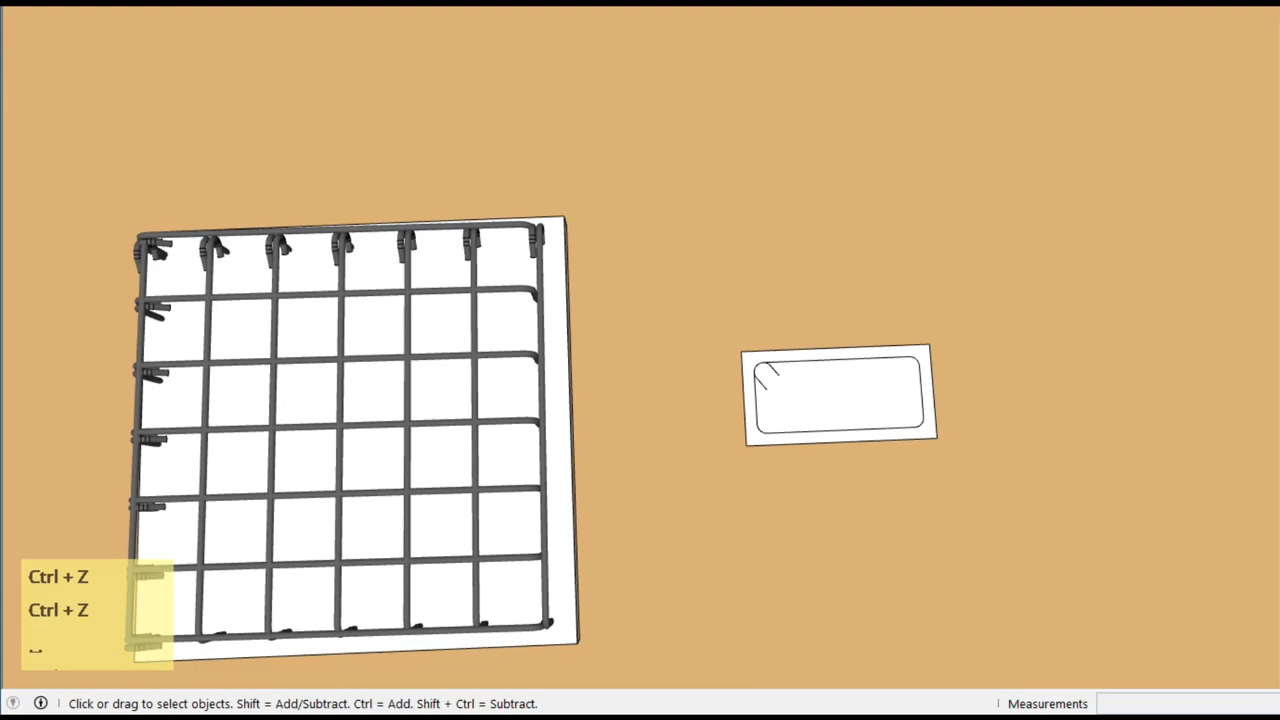 Ctrl + Z
Ctrl + Z
Click or drag to select objects. Shift = Add/Subtract. Ctrl = Add. Shift + Ctrl = Subtract.
Measurements